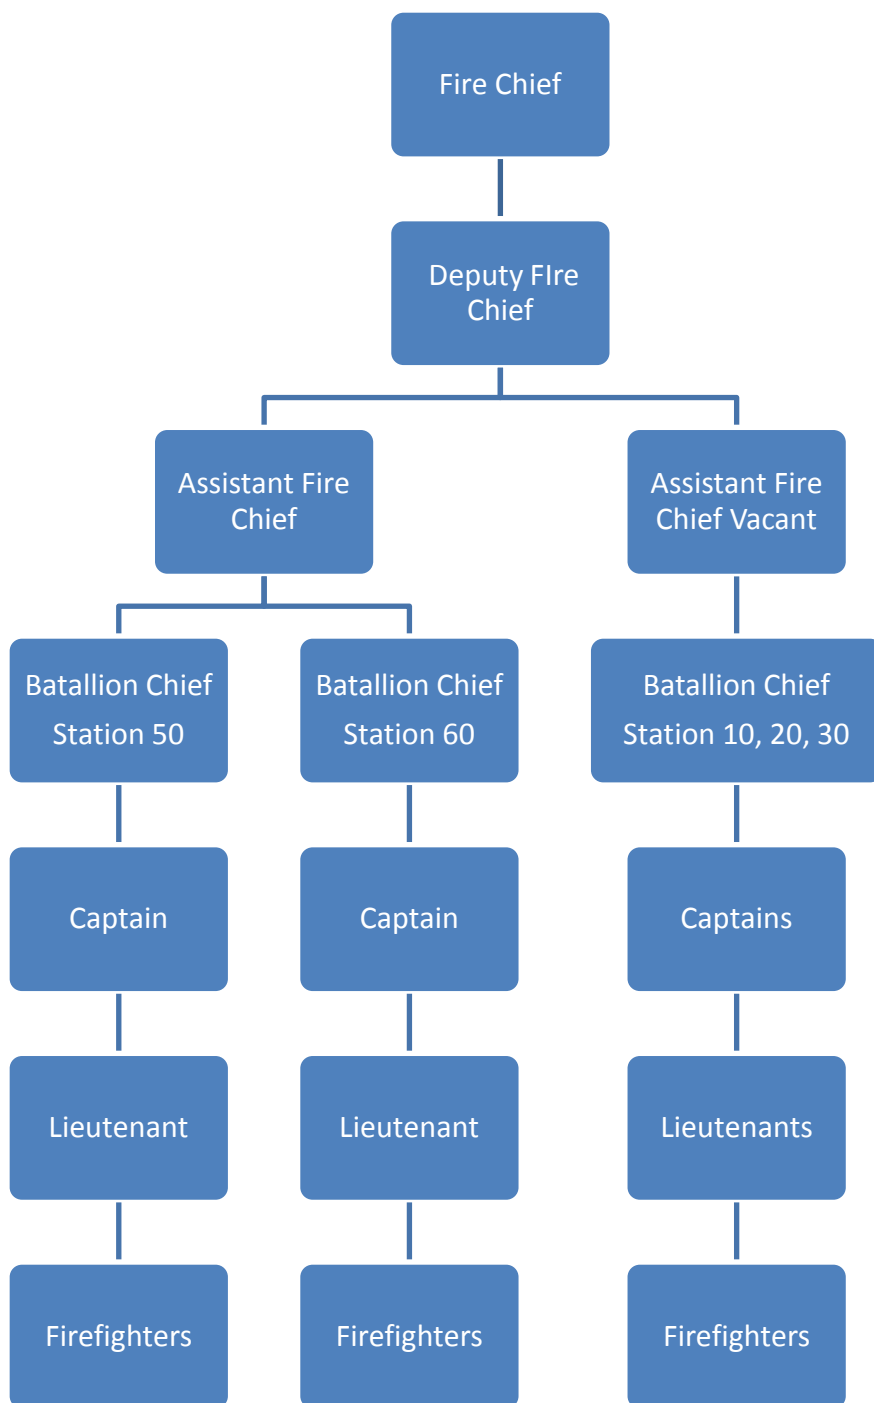 Fire Chief
Deputy FIre
Chief
Assistant Fire
Chief
Assistant Fire
Chief Vacant
Batallion Chief
Station 50
Batallion Chief
Station 60
Batallion Chief
Station 10, 20, 30
Captain
Captain
Captains
Lieutenant
Lieutenant
Lieutenants
Firefighters
Firefighters
Firefighters